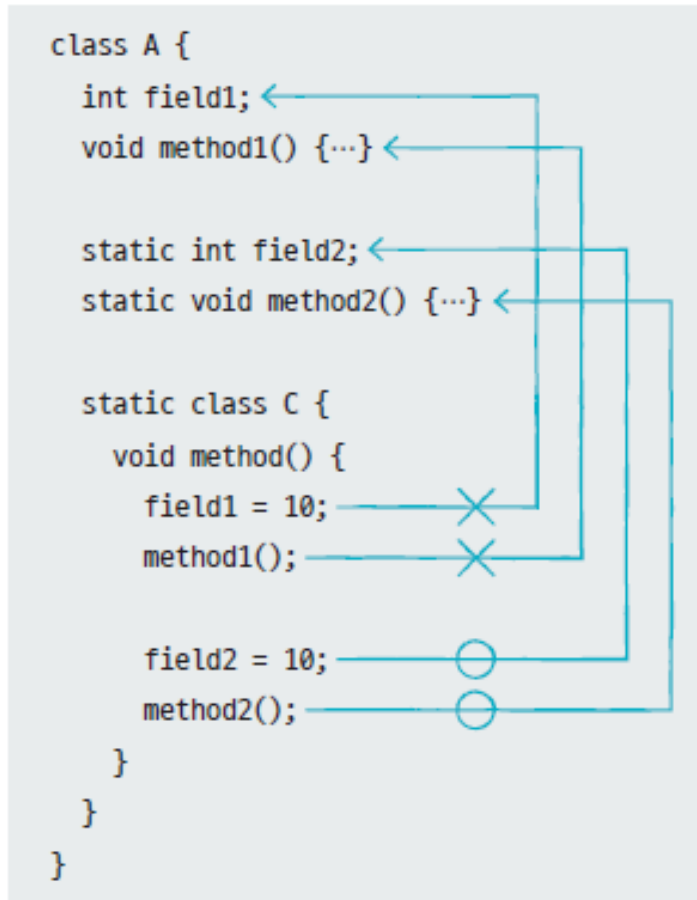 class A {
int field1;
void method1() {…}
static int field2;
static void method2() {…}
static class C {
void method() {
field1 = 10;
method1();
field2 = 10;
method2();
}
}
}